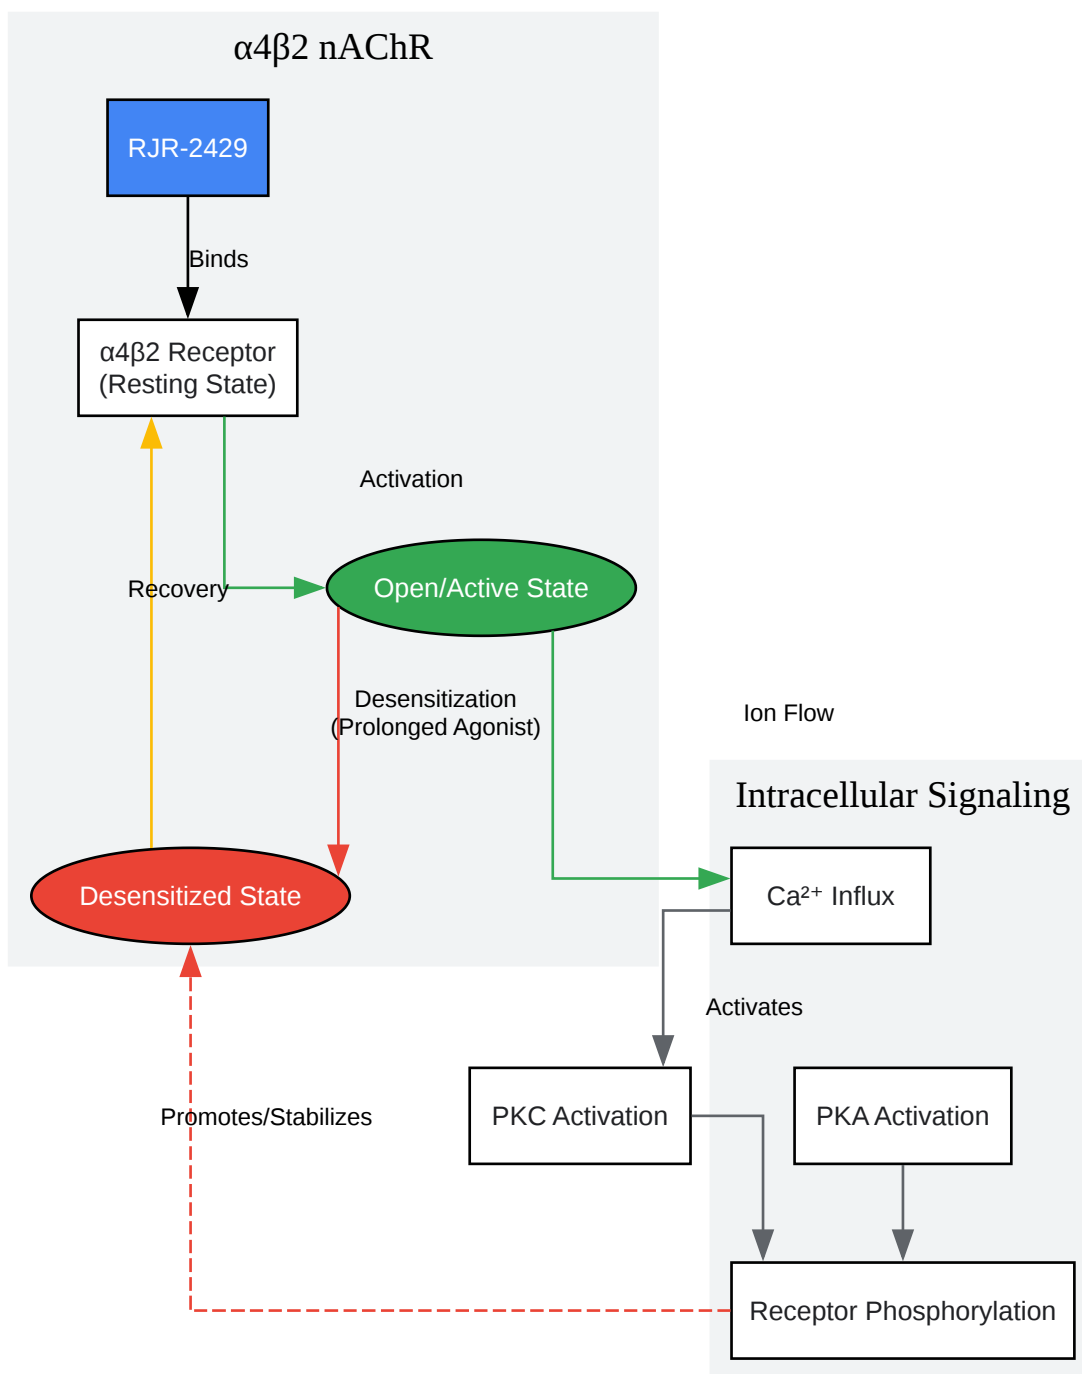 α4β2 nAChR
RJR-2429
Binds
α4β2 Receptor
(Resting State)
Activation
Recovery
Open/Active State
Desensitization
(Prolonged Agonist)
Ion Flow
Intracellular Signaling
Desensitized State
Ca²⁺ Influx
Activates
Promotes/Stabilizes
PKC Activation
PKA Activation
Receptor Phosphorylation